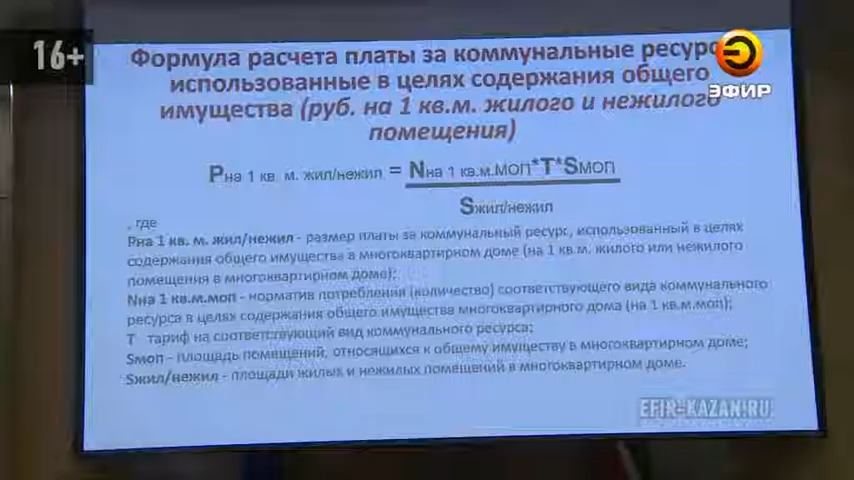 16+
Формула расчета платы за коммунальные ресурс
использованные в целях содержания общего
имущества (руб. на 1 кв.м. жилого и нежилого
помещения)
ЭФИР
Рна 1 кв. м. жил/нежил = Nна 1 кв.м.МОП*Т*Sмоп
Sжил/нежил
, где
Рна 1 кв. м. жил/нежил - размер платы за коммунальный ресурс, использованный в целях
содержания общего имущества в многоквартирном доме (на 1 кв.м. жилого или нежилого
помещения в многоквартирном доме);
Nна 1 кв.м.моп - норматив потребления (количество) соответствующего вида коммунального
ресурса в целях содержания общего имущества многоквартирного дома (на 1 кв.м.моп);
Т тариф на соответствующий вид коммунального ресурса;
Sмоп - площадь помещений, относящихся к общему имуществу в многоквартирном доме;
Sжил/нежил - площади жилых и нежилых помещений в многоквартирном доме.
EFIR-KAZAN.RU